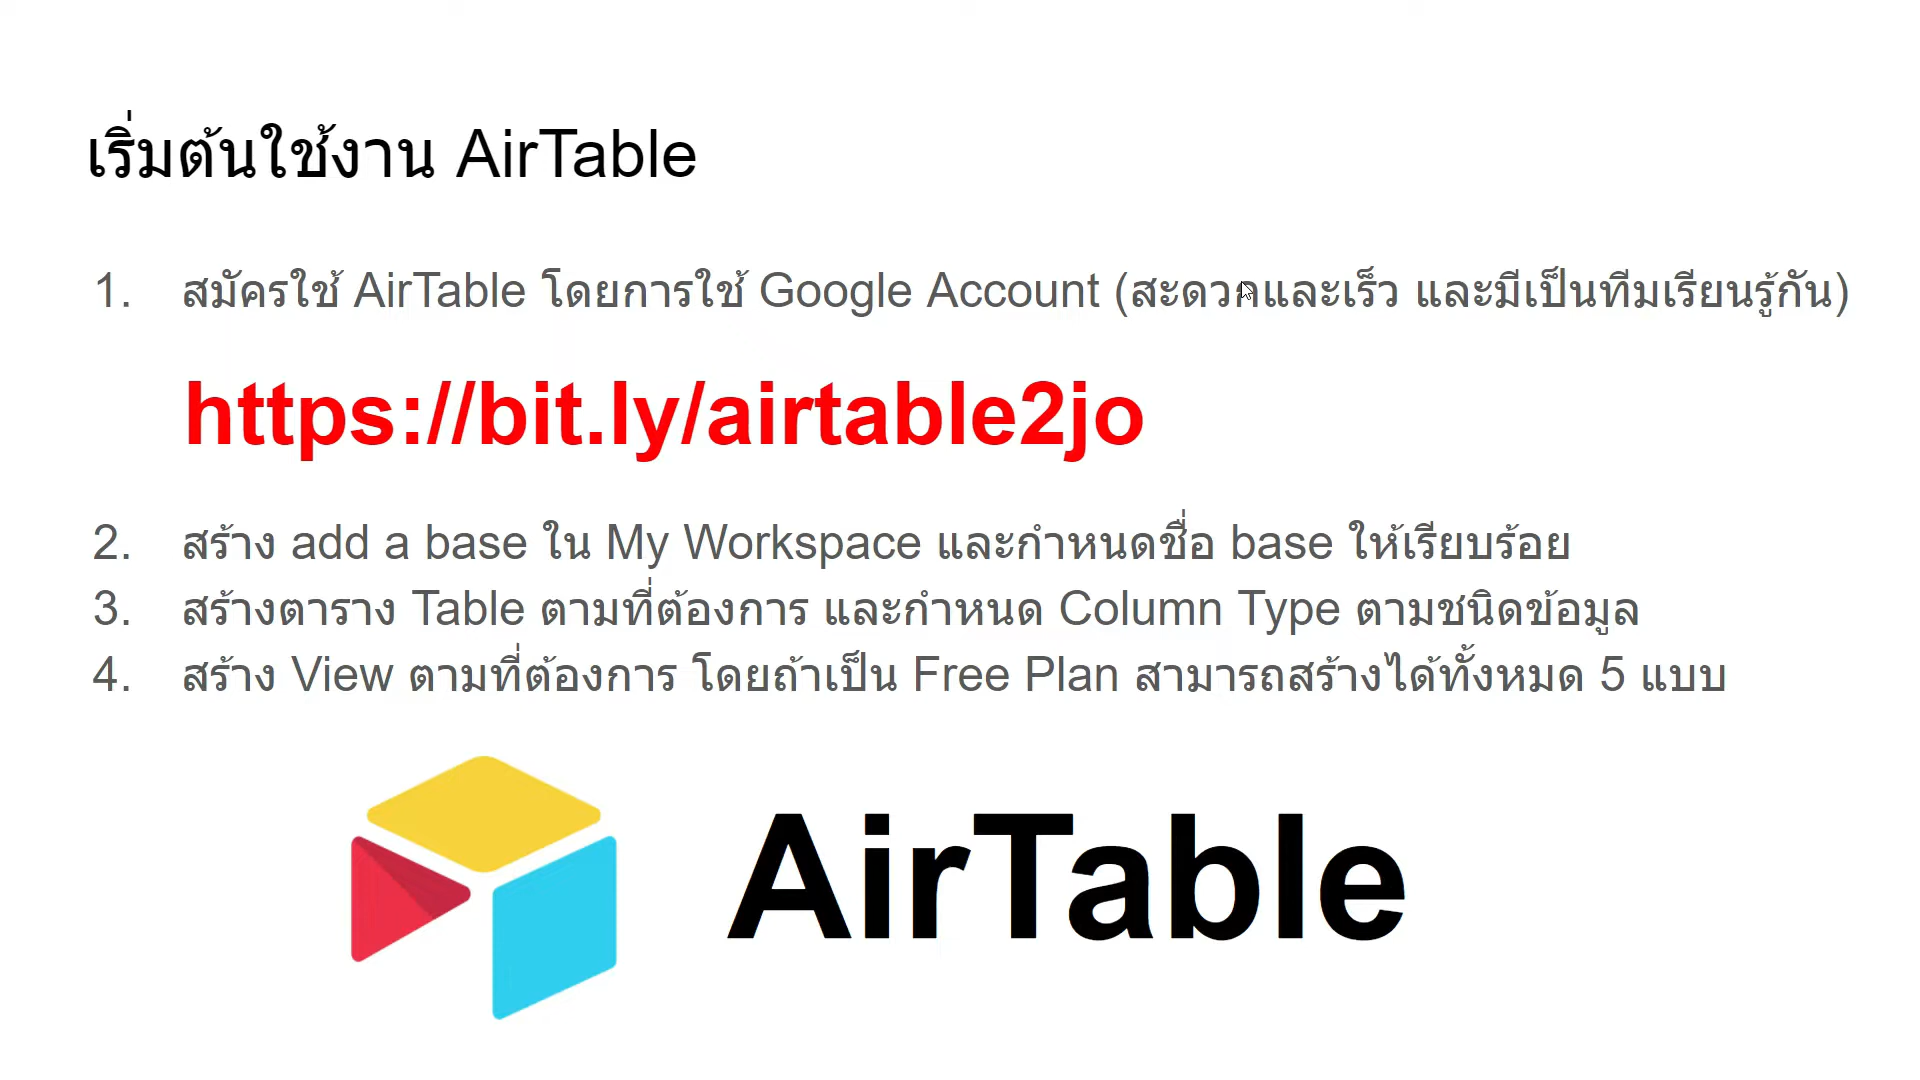 เริ่มต้นใช้งาน AirTable
1. สมัครใช้ AirTable โดยการใช้ Google Account (สะดวกและเร็ว และมีเป็นทีมเรียนรู้กัน)
https://bit.ly/airtable2jo
2. สร้าง add a base ใน My Workspace และกำหนดชื่อ base ให้เรียบร้อย
3. สร้างตาราง Table ตามที่ต้องการ และกำหนด Column Type ตามชนิดข้อมูล
4. สร้าง View ตามที่ต้องการ โดยถ้าเป็น Free Plan สามารถสร้างได้ทั้งหมด 5 แบบ
AirTable